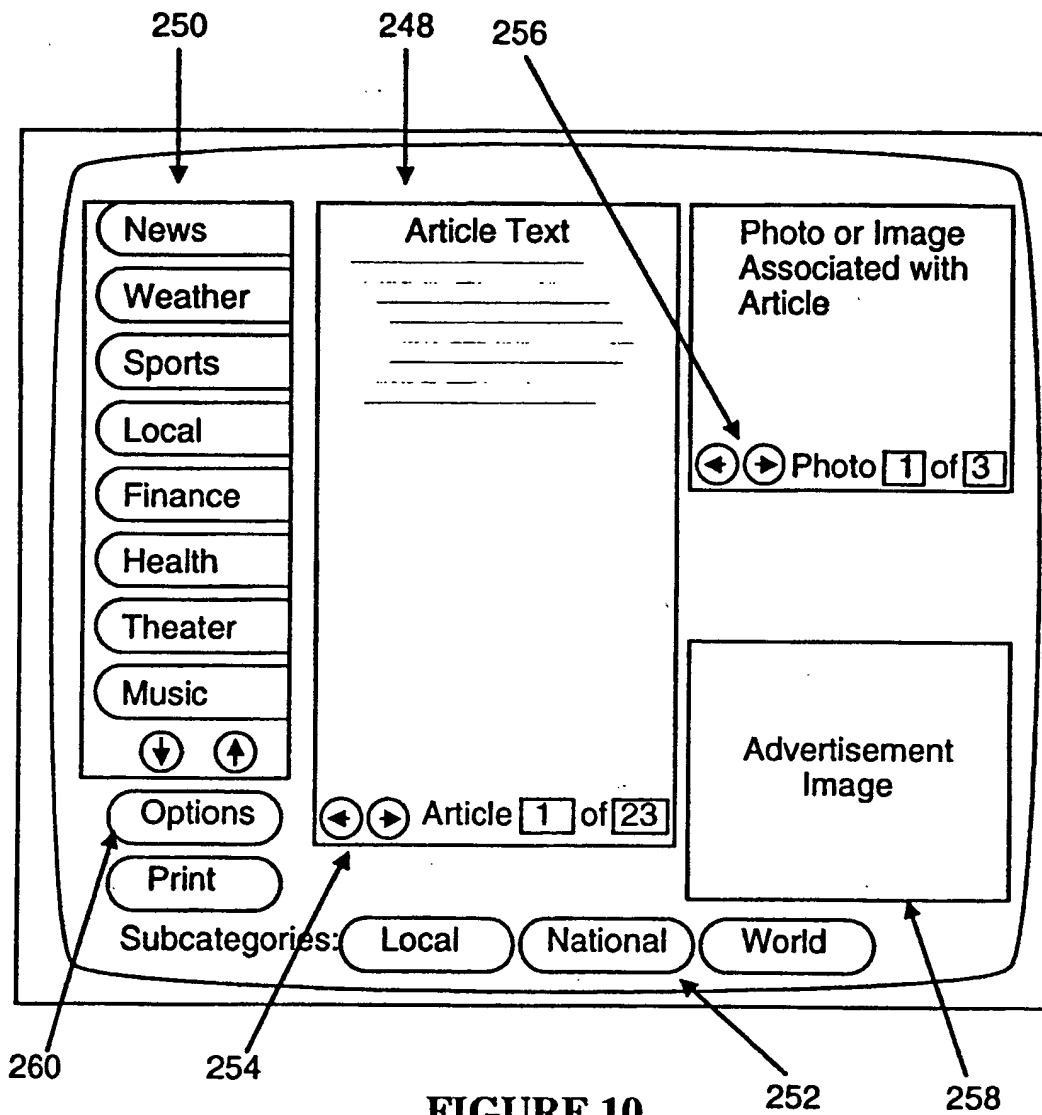 250
248
256
News
Weather
Sports
Local
Finance
Health
Theater
Music
Options
Print
Article Text
Article 1 of 23
Photo or Image
Associated with
Article
Photo 1 of 3
Advertisement
Image
Subcategories: Local National World
260
254
252
258
FIGURE 10